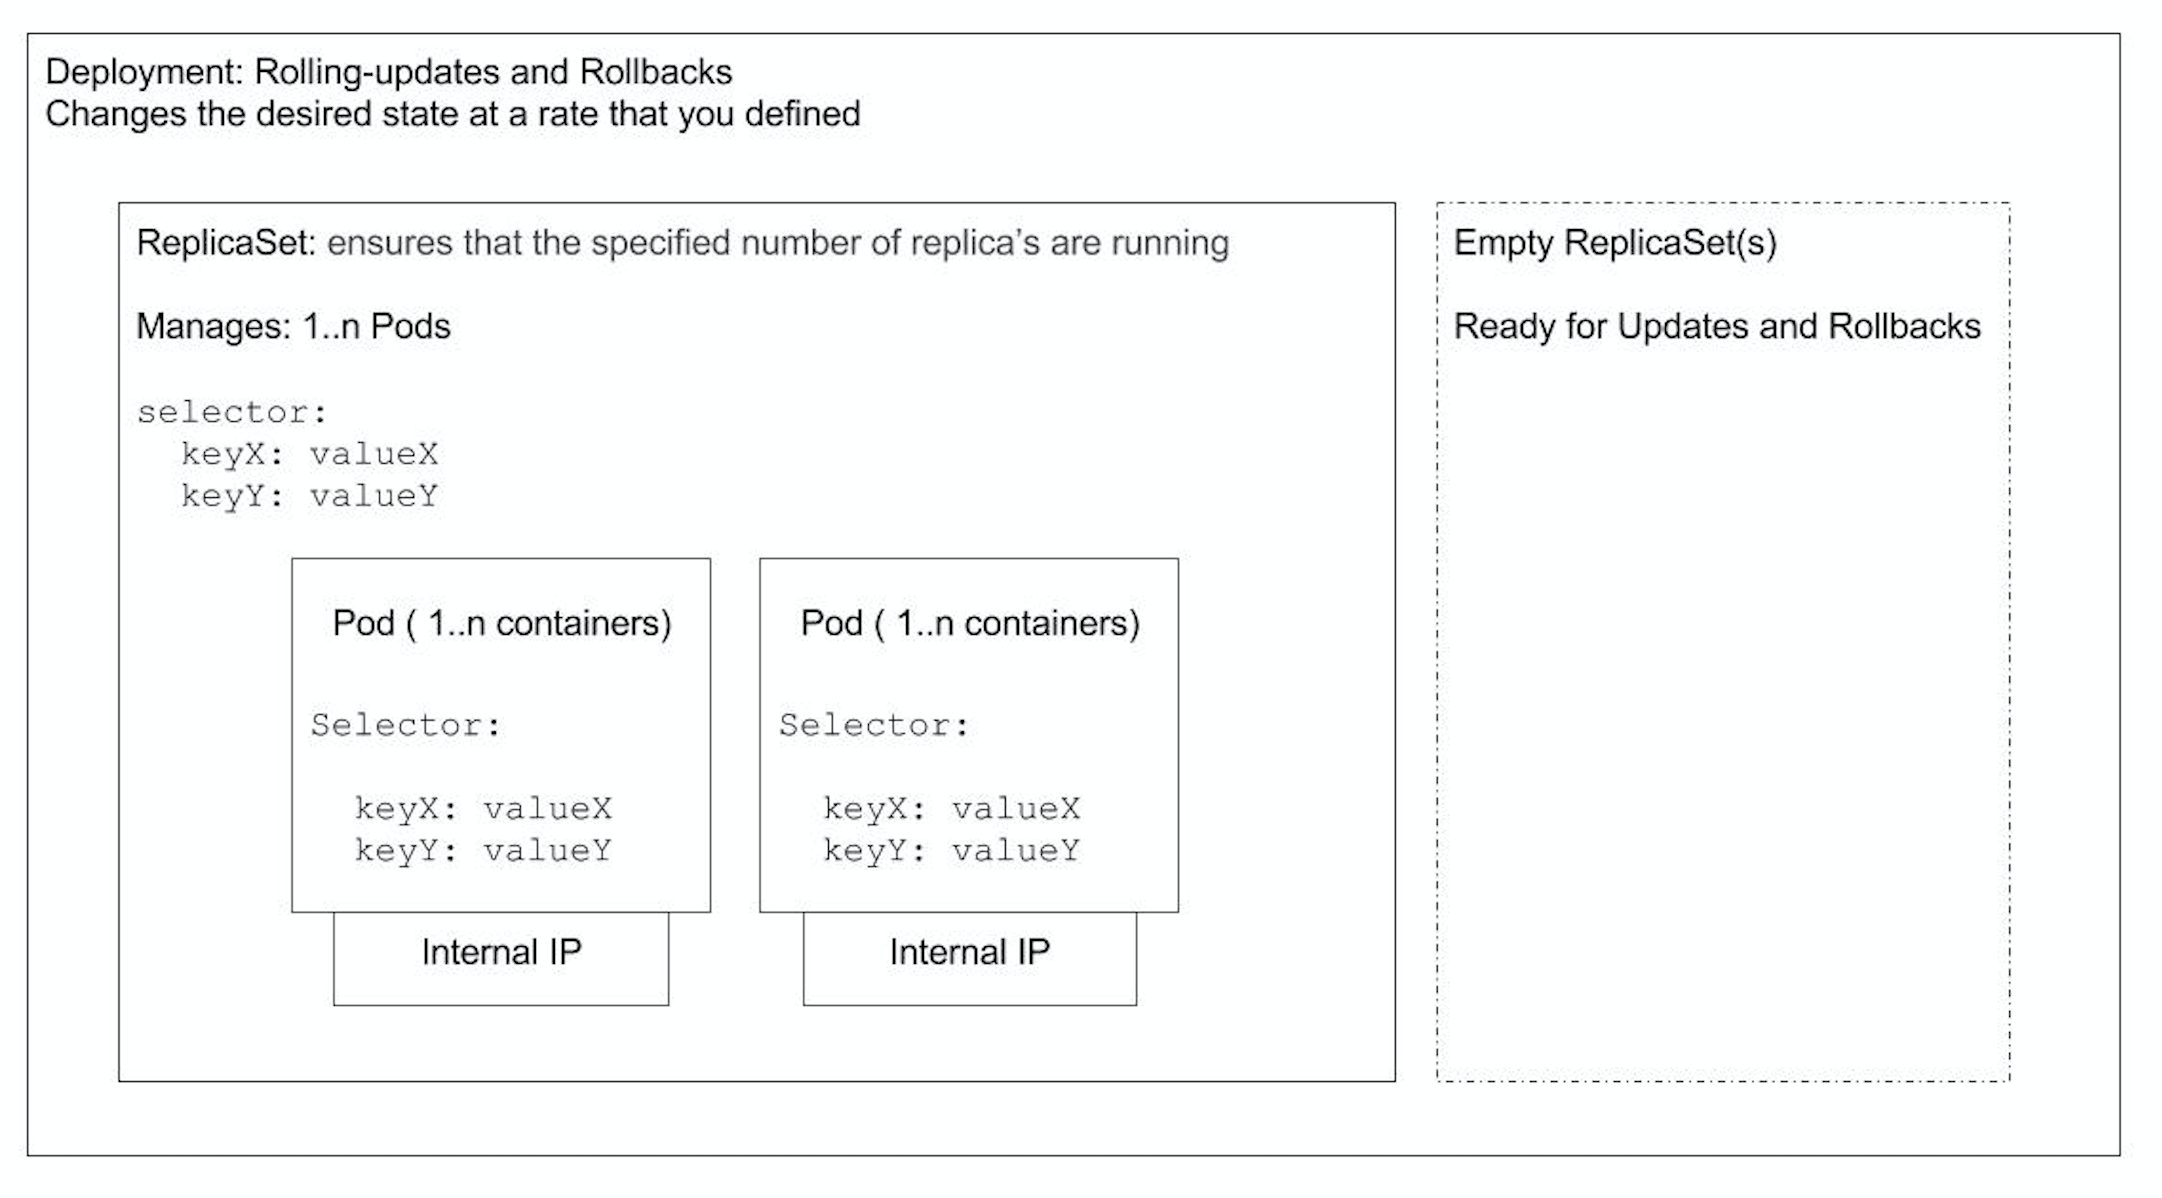 Deployment: Rolling-updates and Rollbacks
Changes the desired state at a rate that you defined
ReplicaSet: ensures that the specified number of replica’s are running
Manages: 1..n Pods
selector:
keyX: valueX
keyY: valueY
Pod ( 1..n containers)
Selector:
keyX: valueX
keyY: valueY
Internal IP
Pod ( 1..n containers)
Selector:
keyX: valueX
keyY: valueY
Internal IP
Empty ReplicaSet(s)
Ready for Updates and Rollbacks